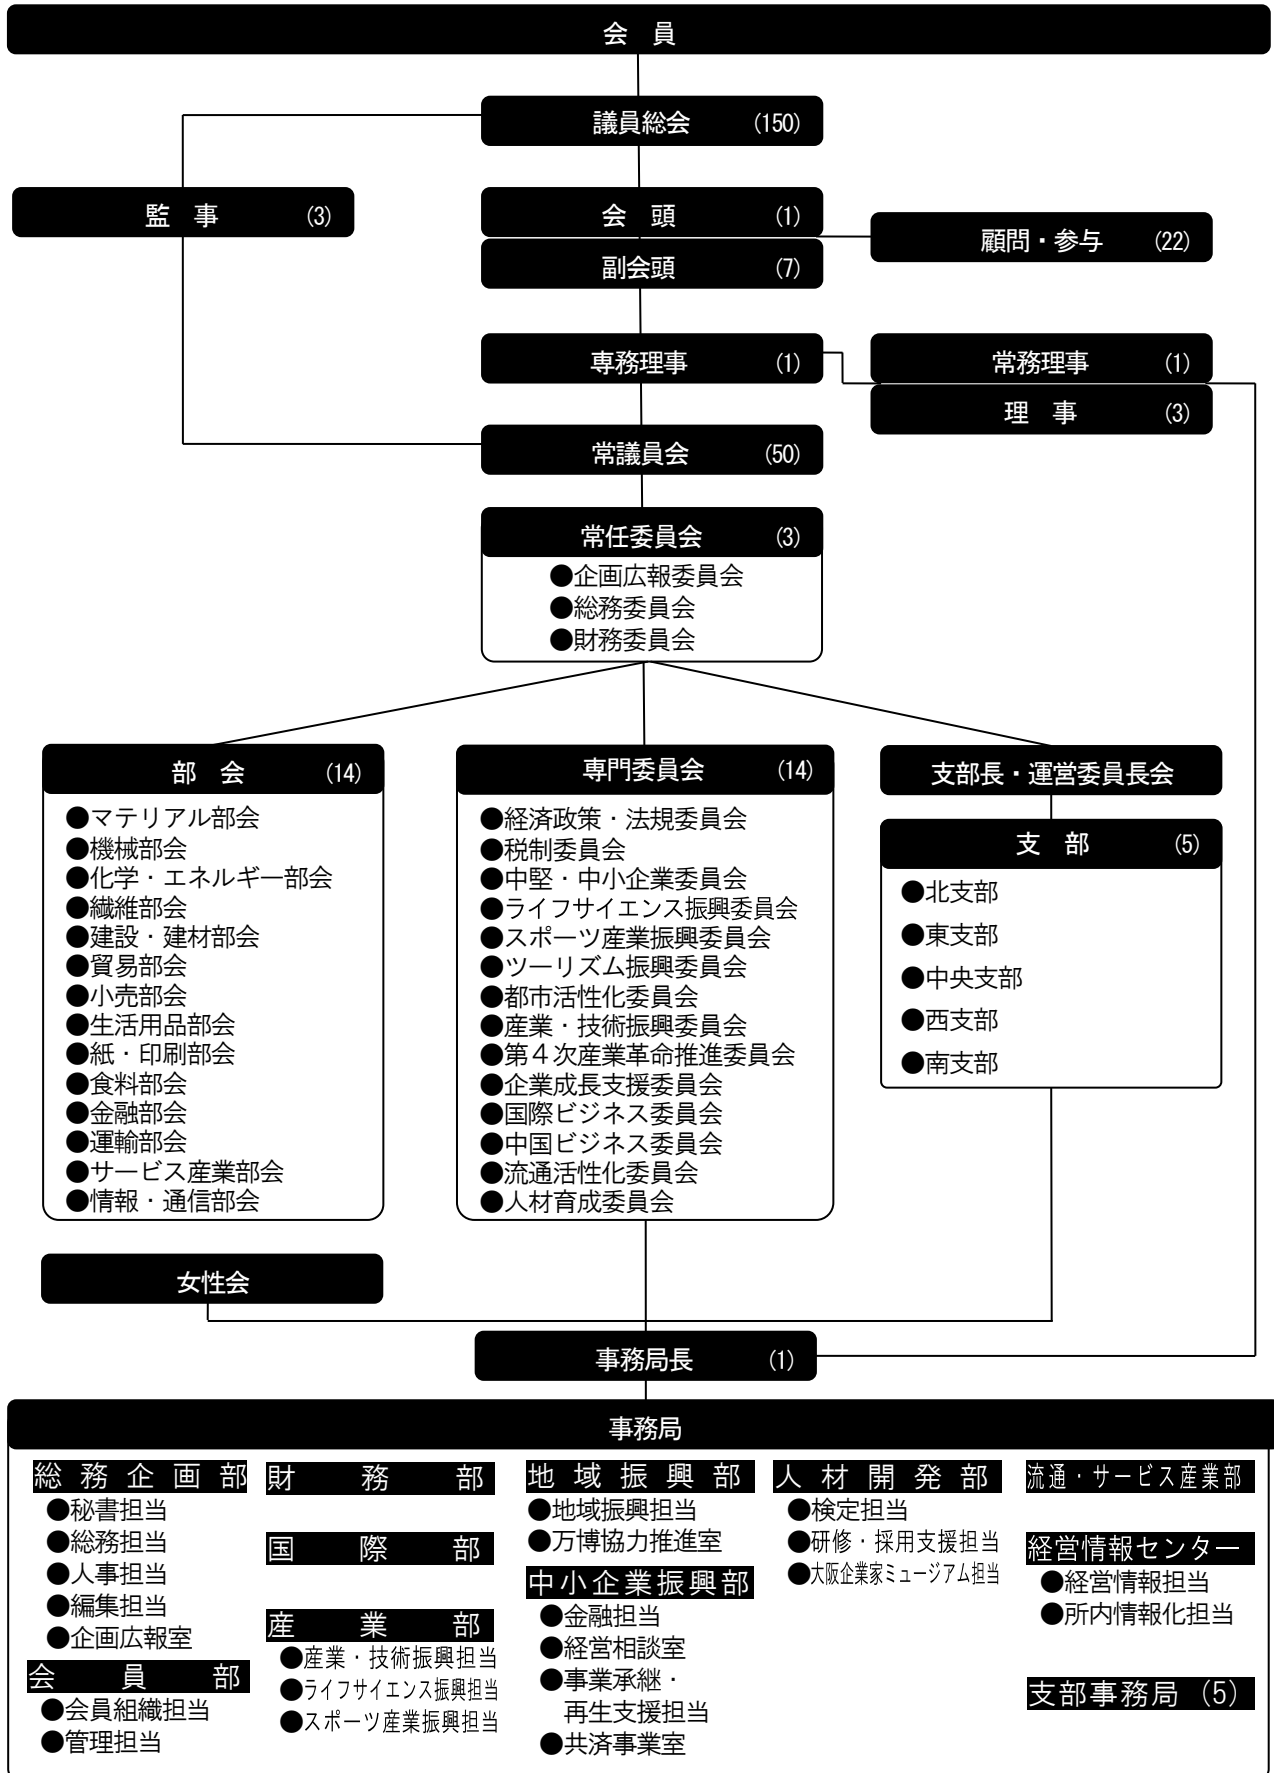 会　員
議員総会　(150)
監　事　(3)
会　頭　(1)
副会頭　(7)
顧問・参与　(22)
専務理事　(1)
常務理事　(1)
理　事　(3)
常議員会　(50)
常任委員会　(3)
●企画広報委員会
●総務委員会
●財務委員会
部　会　(14)
●マテリアル部会
●機械部会
●化学・エネルギー部会
●繊維部会
●建設・建材部会
●貿易部会
●小売部会
●生活用品部会
●紙・印刷部会
●食料部会
●金融部会
●運輸部会
●サービス産業部会
●情報・通信部会
専門委員会　(14)
●経済政策・法規委員会
●税制委員会
●中堅・中小企業委員会
●ライフサイエンス振興委員会
●スポーツ産業振興委員会
●ツーリズム振興委員会
●都市活性化委員会
●産業・技術振興委員会
●第４次産業革命推進委員会
●企業成長支援委員会
●国際ビジネス委員会
●中国ビジネス委員会
●流通活性化委員会
●人材育成委員会
支部長・運営委員長会
支　部　(5)
●北支部
●東支部
●中央支部
●西支部
●南支部
女性会
事務局長　(1)
事務局
総務企画部
●秘書担当
●総務担当
●人事担当
●編集担当
●企画広報室
会員部
●会員組織担当
●管理担当
財務部
国際部
産業部
●産業・技術振興担当
●ライフサイエンス振興担当
●スポーツ産業振興担当
地域振興部
●地域振興担当
●万博協力推進室
中小企業振興部
●金融担当
●経営相談室
●事業承継・
再生支援担当
●共済事業室
人材開発部
●検定担当
●研修・採用支援担当
●大阪企業家ミュージアム担当
流通・サービス産業部
経営情報センター
●経営情報担当
●所内情報化担当
支部事務局（5）